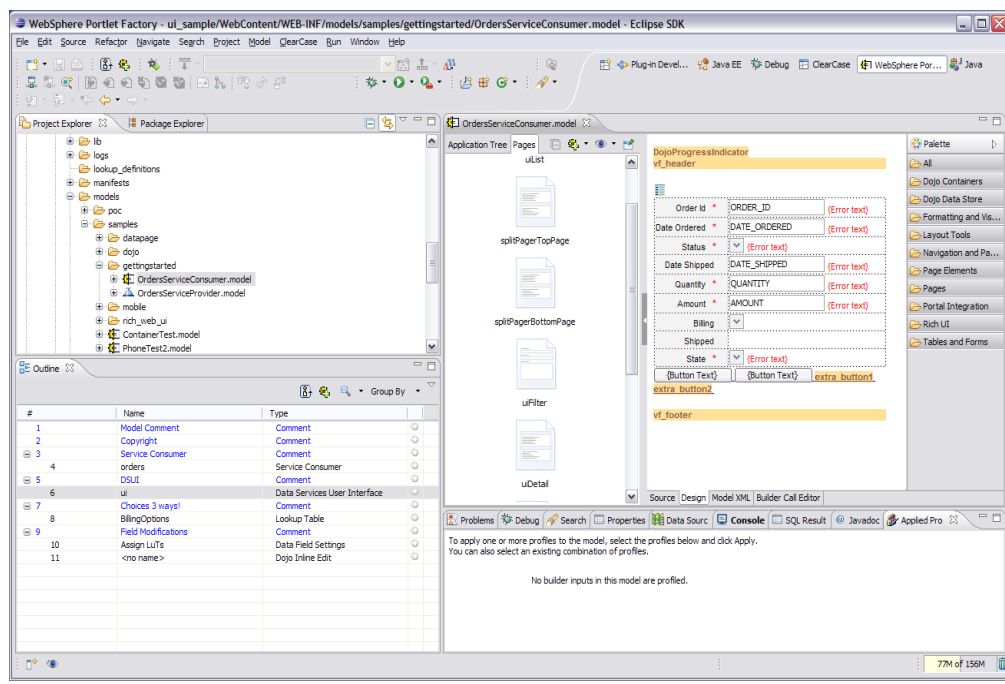 WebSphere Portlet Factory - ui_sample/WebContent/WEB-INF/models/samples/gettingstarted/OrdersServiceConsumer.model - Eclipse SDK
File Edit Source Refactor Navigate Search Project Model ClearCase Run Window Help
Plug-in Devel... Java EE Debug ClearCase WebSphere Por... Java
Project Explorer Package Explorer
lib
logs
lookup_definitions
manifests
models
poc
samples
datapage
dojo
gettingstarted
OrdersServiceConsumer.model
OrdersServiceProvider.model
mobile
rich_web_ui
ContainerTest.model
PhoneTest2.model
Outline
Group By
# Name Type
1 Model Comment Comment
2 Copyright Comment
3 Service Consumer Comment
4 orders Service Consumer
5 DSUI Comment
6 ui Data Services User Interface
7 Choices 3 ways! Comment
8 BillingOptions Lookup Table
9 Field Modifications Comment
10 Assign LuTs Data Field Settings
11 <no name> Dojo Inline Edit
OrdersServiceConsumer.model
Application Tree Pages
uiList
splitPagerTopPage
splitPagerBottomPage
uiFilter
uiDetail
DojoProgressIndicator
vf_header
Order Id * ORDER_ID {Error text}
Date Ordered * DATE_ORDERED {Error text}
Status * {Error text}
Date Shipped DATE_SHIPPED {Error text}
Quantity * QUANTITY {Error text}
Amount * AMOUNT {Error text}
Billing
Shipped
State * {Error text}
{Button Text} {Button Text} extra_button1
extra_button2
vf_footer
Palette
All
Dojo Containers
Dojo Data Store
Formatting and Vis...
Layout Tools
Navigation and Pa...
Page Elements
Pages
Portal Integration
Rich UI
Tables and Forms
Source Design Model XML Builder Call Editor
Problems Debug Search Properties Data Sourc Console SQL Result Javadoc Applied Pro
To apply one or more profiles to the model, select the profiles below and click Apply.
You can also select an existing combination of profiles.
No builder inputs in this model are profiled.
77M of 156M